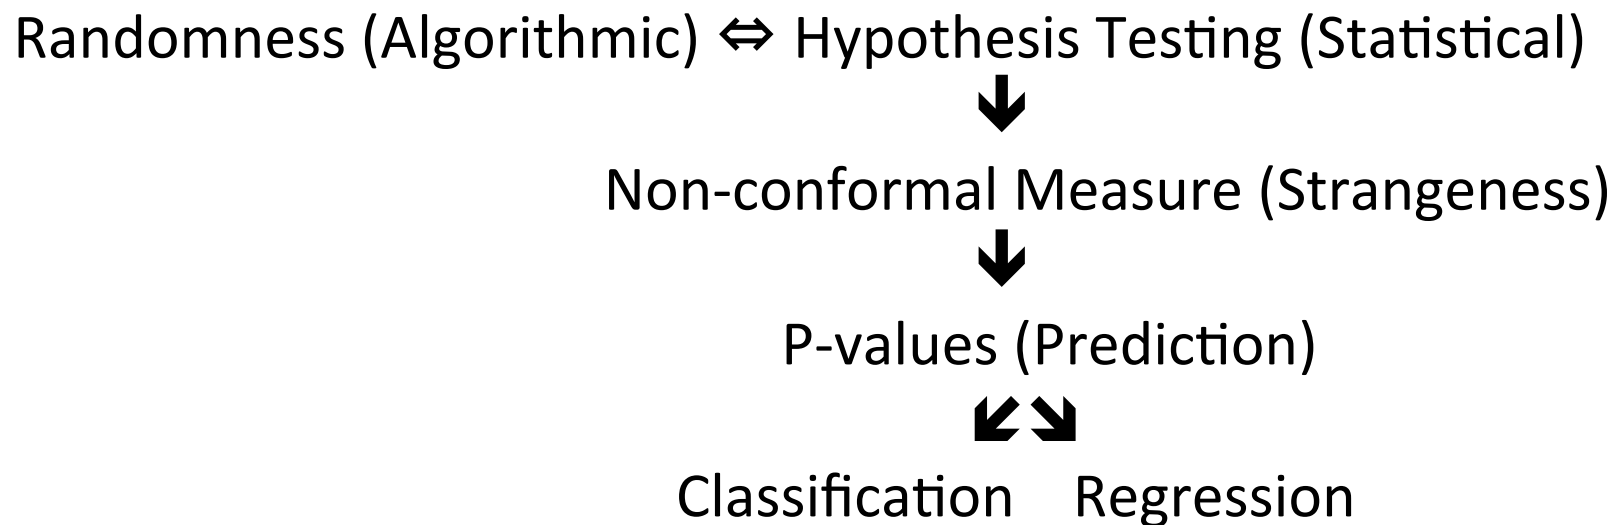 Randomness (Algorithmic) ⇔ Hypothesis Testing (Statistical)
Non-conformal Measure (Strangeness)
P-values (Prediction)
Classification Regression